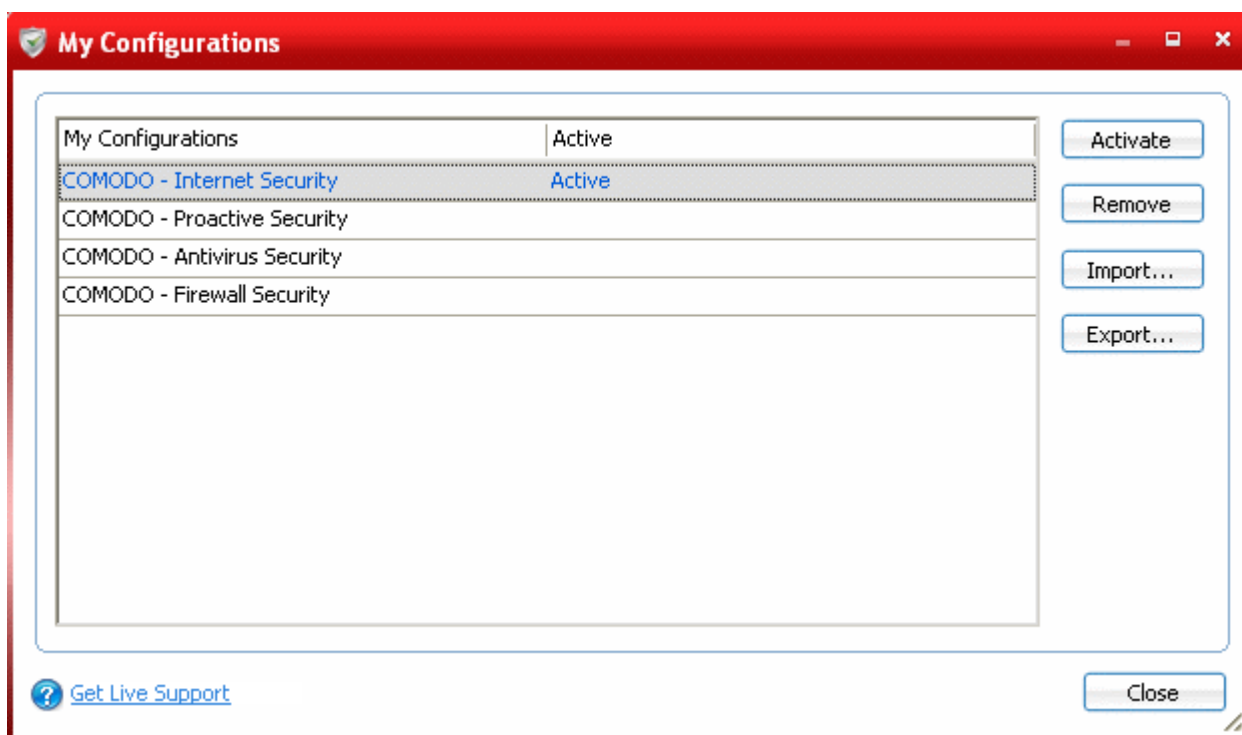 My Configurations
My Configurations Active
COMODO - Internet Security Active
COMODO - Proactive Security
COMODO - Antivirus Security
COMODO - Firewall Security
Activate
Remove
Import...
Export...
Get Live Support
Close